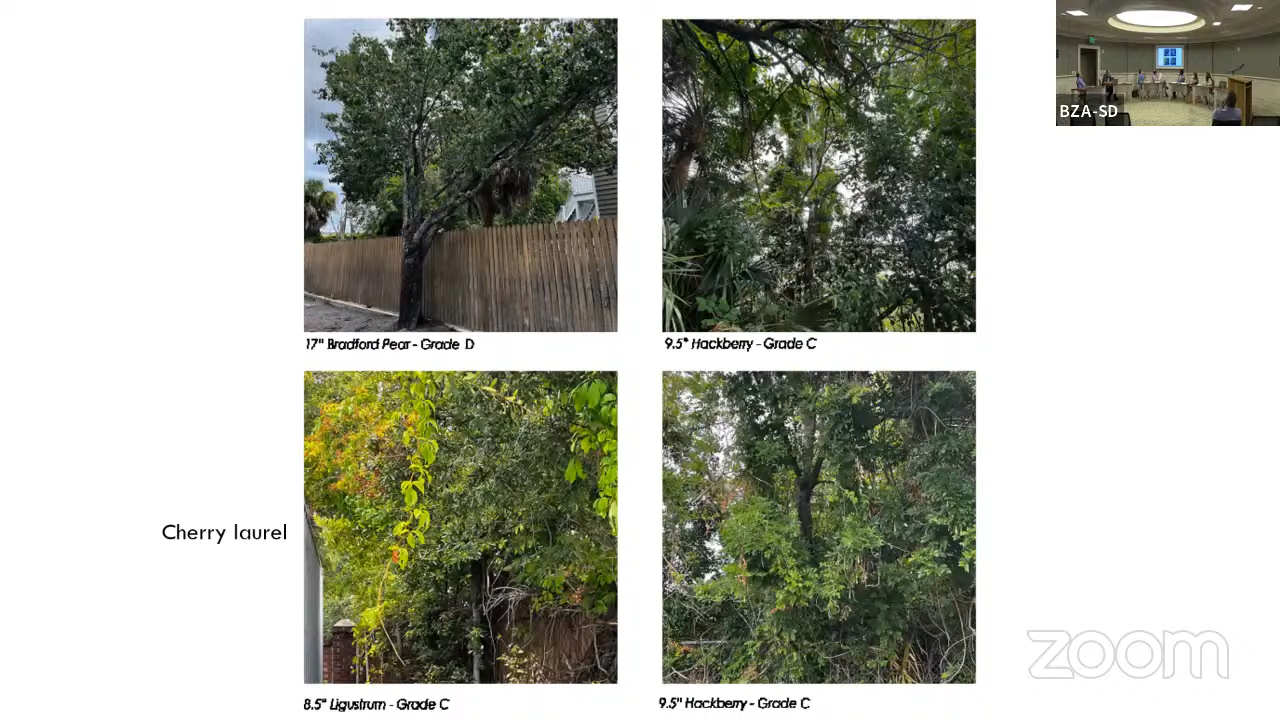 BZA-SD
17" Bradford Pear - Grade D
9.5" Hackberry - Grade C
Cherry laurel
8.5" Ligustrum - Grade C
9.5" Hackberry - Grade C
zoom